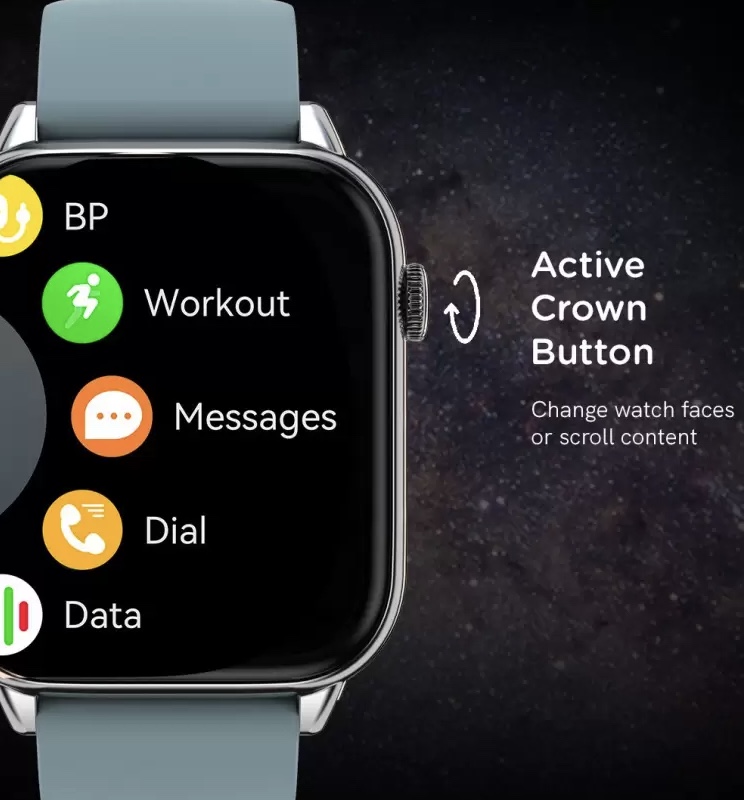 BP
Workout
Messages
Dial
Data
Active
Crown
Button
Change watch faces
or scroll content